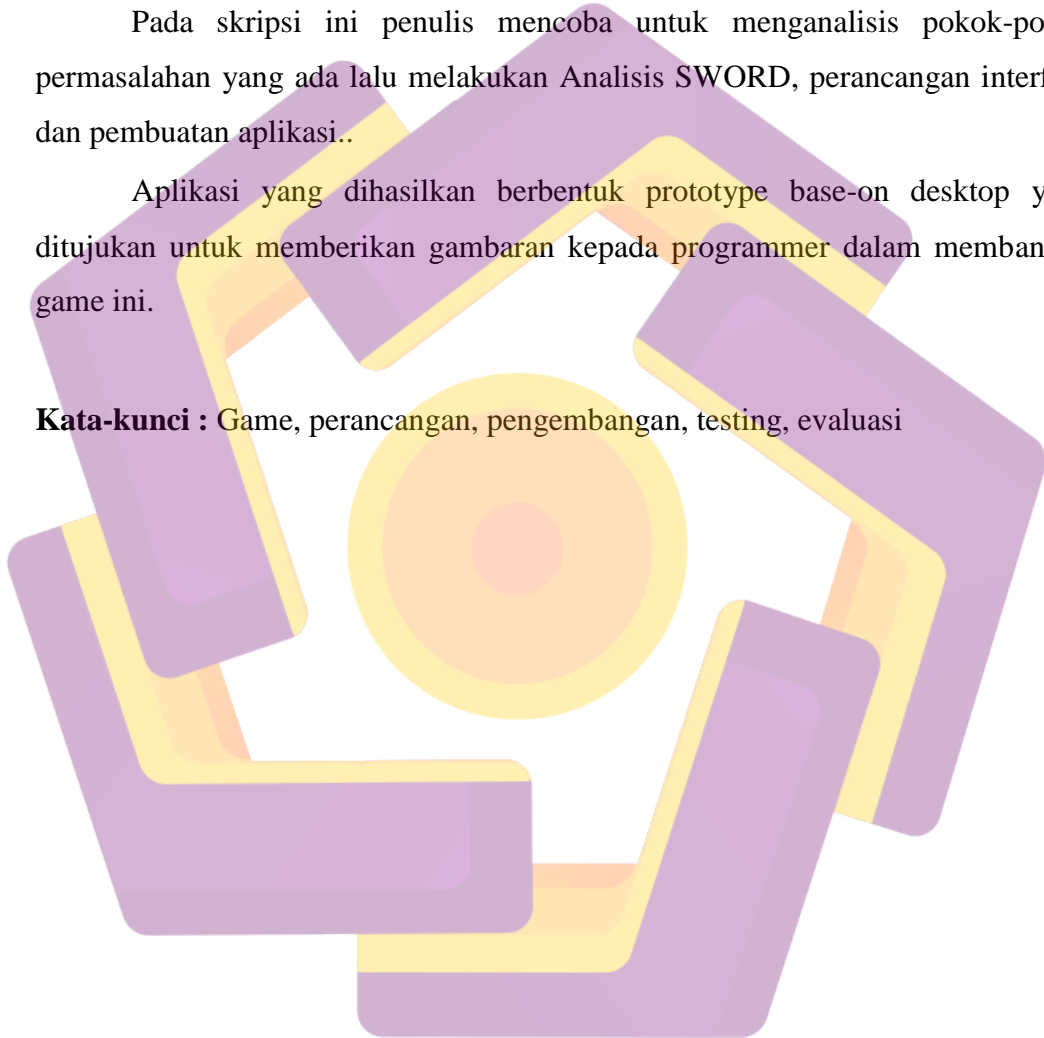 Pada skripsi ini penulis mencoba untuk menganalisis pokok-po
permasalahan yang ada lalu melakukan Analisis SWORD, perancangan interf
dan pembuatan aplikasi..
Aplikasi yang dihasilkan berbentuk prototype base-on desktop y
ditujukan untuk memberikan gambaran kepada programmer dalam memban
game ini.
Kata-kunci : Game, perancangan, pengembangan, testing, evaluasi